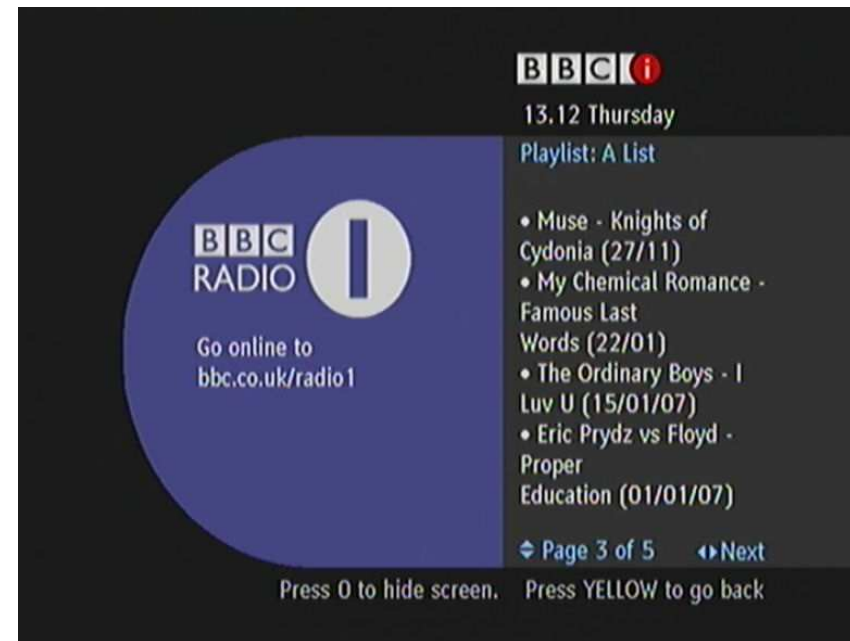 BBCi
13.12 Thursday
Playlist: A List
BBC
RADIO 1
Go online to
bbc.co.uk/radio1
• Muse - Knights of
Cydonia (27/11)
• My Chemical Romance -
Famous Last
Words (22/01)
• The Ordinary Boys - I
Luv U (15/01/07)
• Eric Prydz vs Floyd -
Proper
Education (01/01/07)
Page 3 of 5 Next
Press 0 to hide screen. Press YELLOW to go back